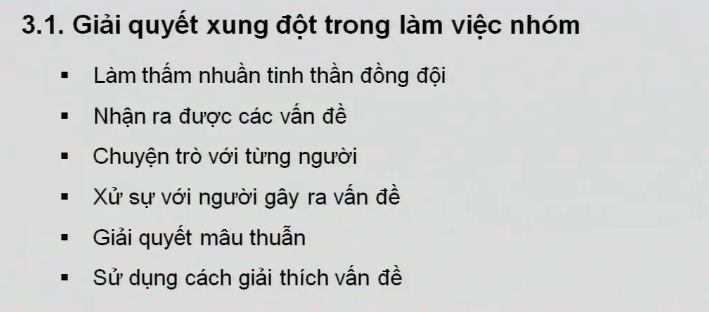 3.1. Giải quyết xung đột trong làm việc nhóm
▪ Làm thấm nhuần tinh thần đồng đội
▪ Nhận ra được các vấn đề
▪ Chuyện trò với từng người
▪ Xử sự với người gây ra vấn đề
▪ Giải quyết mâu thuẫn
▪ Sử dụng cách giải thích vấn đề